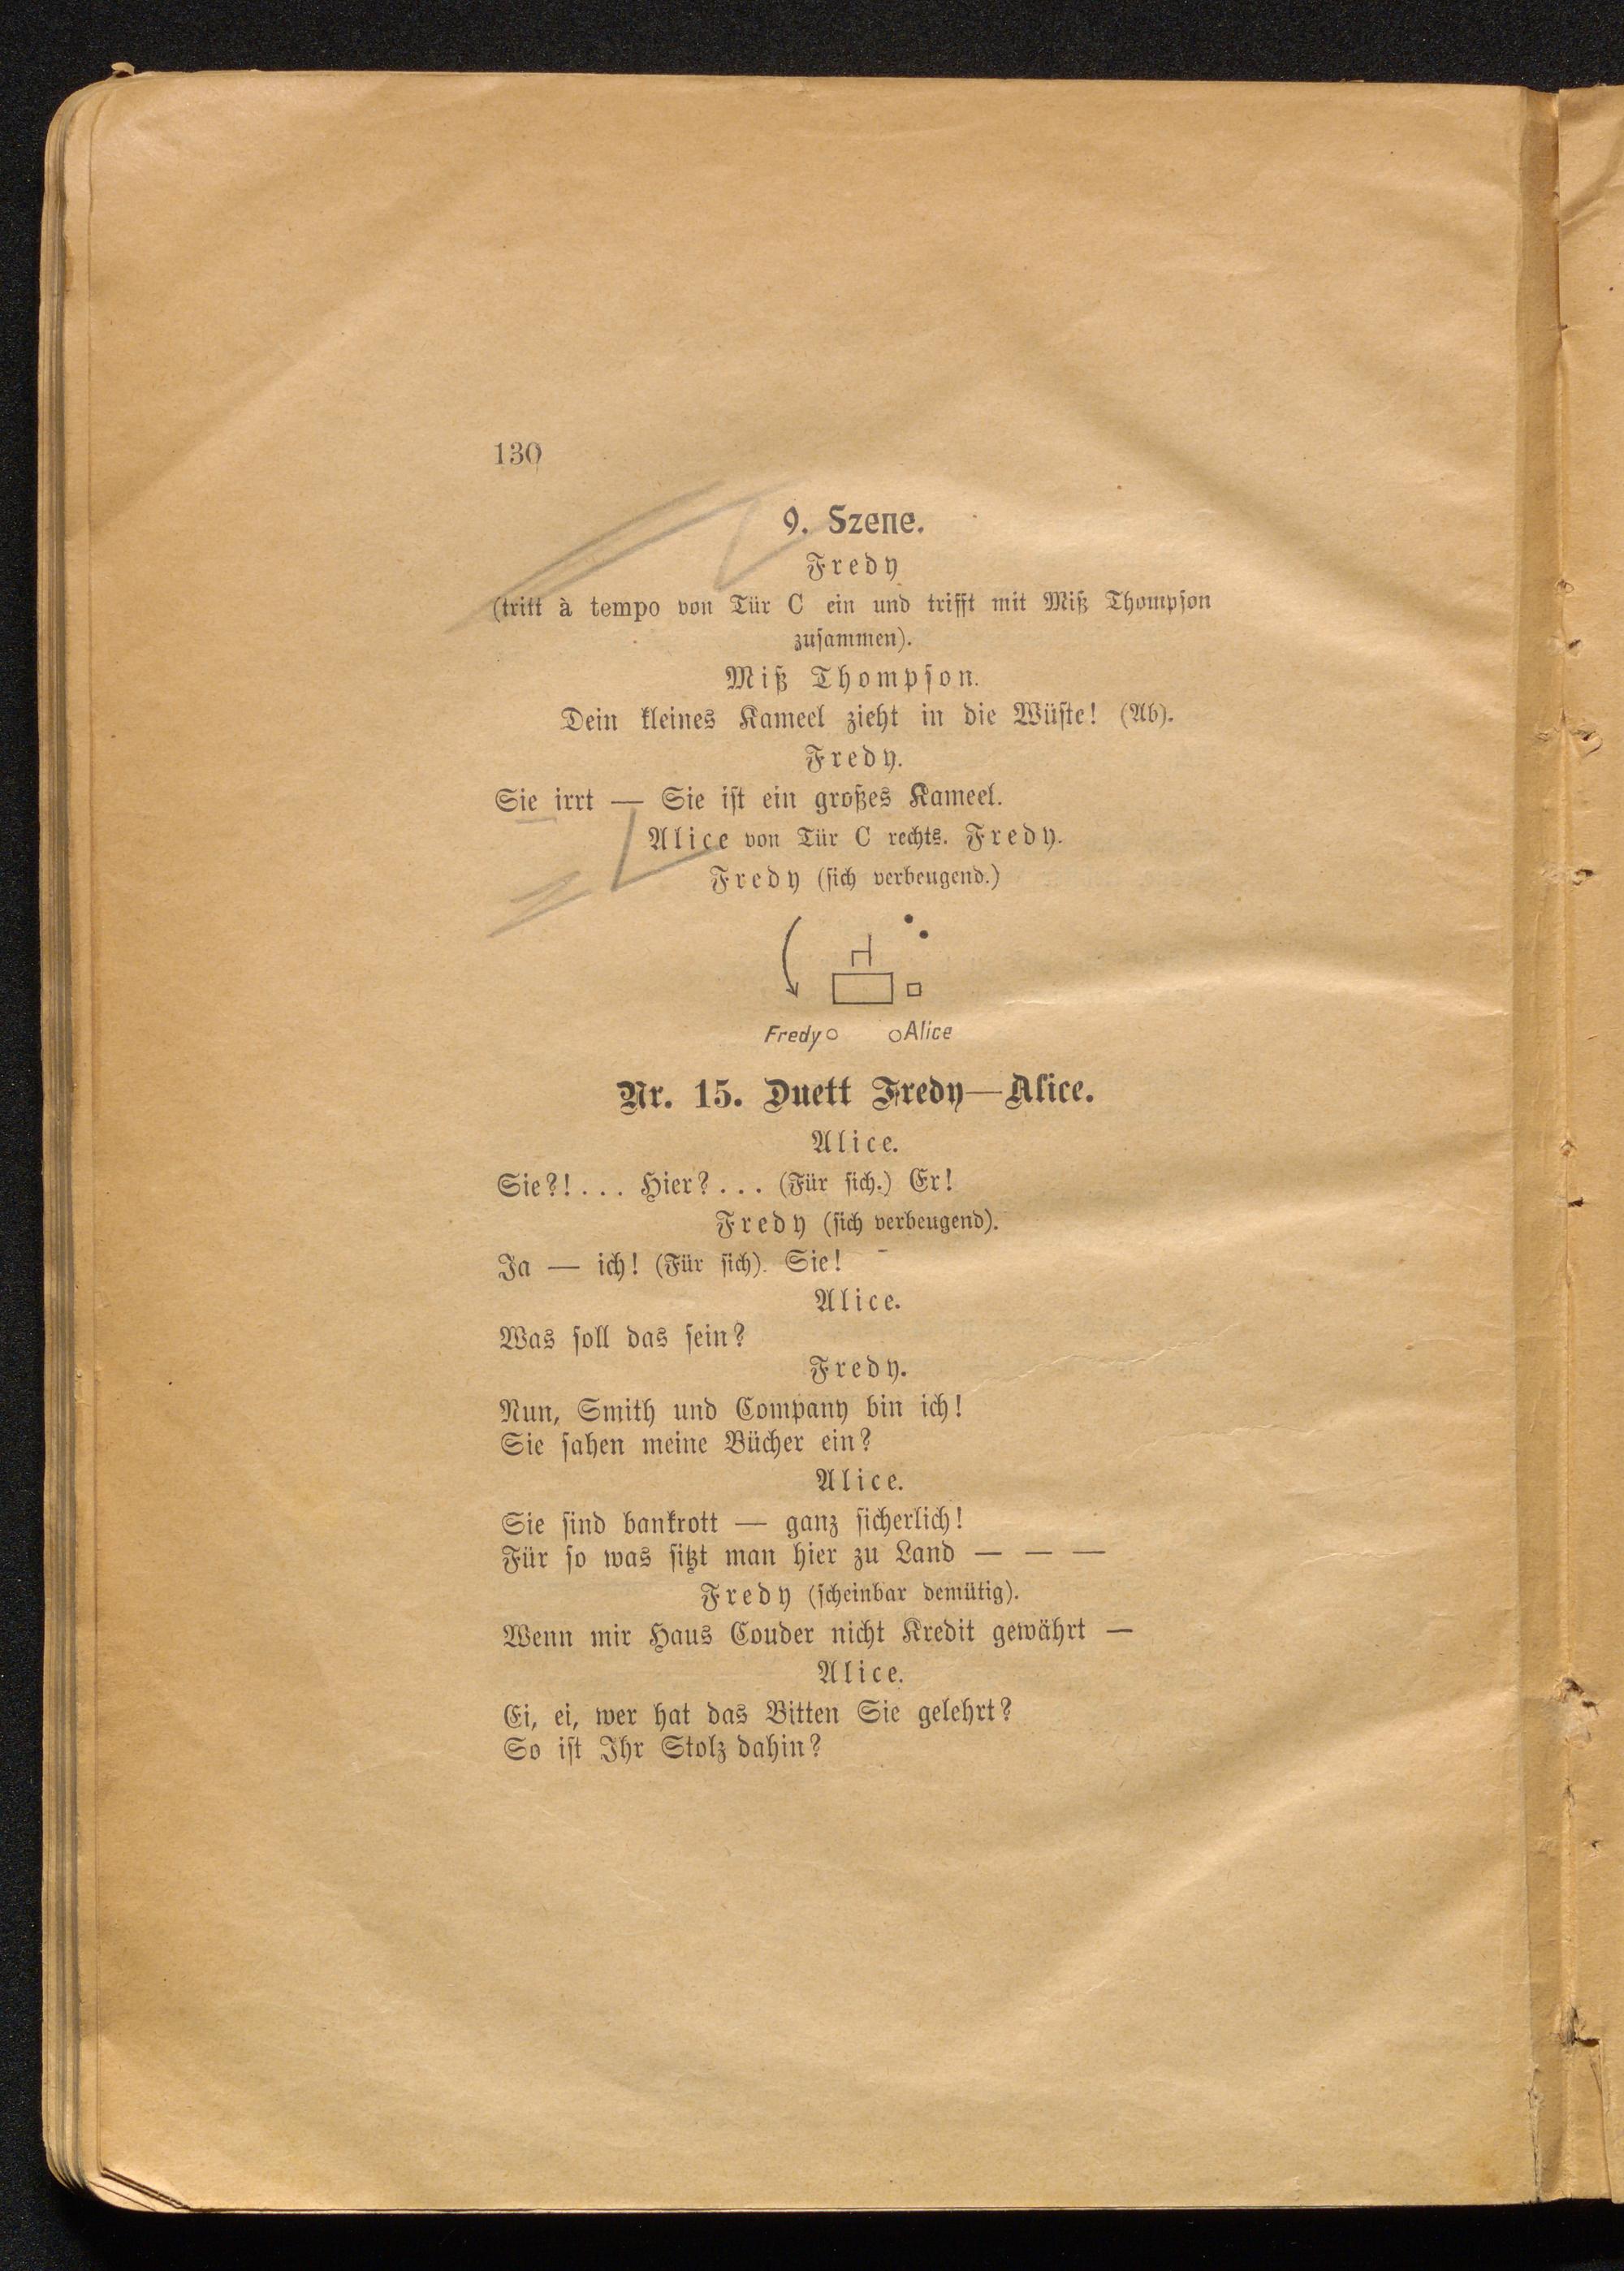 130
9. Szene.
Fredy
(tritt à tempo von Tür C ein und trifft mit Miß Thompson
zusammen).
Miß Thompson.
Dein kleines Kameel zieht in die Wüste! (Ab).
Fredy.
Sie irrt — Sie ist ein großes Kameel.
Alice von Tür C rechts. Fredy.
Fredy (sich verbeugend.)
Fredy Alice
Nr. 15. Duett Fredy—Alice.
Alice.
Sie?!... Hier?... (Für sich.) Er!
Fredy (sich verbeugend).
Ja — ich! (Für sich). Sie!
Alice.
Was soll das sein?
Fredy.
Nun, Smith und Company bin ich!
Sie sahen meine Bücher ein?
Alice.
Sie sind bankrott — ganz sicherlich!
Für so was sitzt man hier zu Land — — —
Fredy (scheinbar demütig).
Wenn mir Haus Couder nicht Kredit gewährt —
Alice.
Ei, ei, wer hat das Bitten Sie gelehrt?
So ist Ihr Stolz dahin?